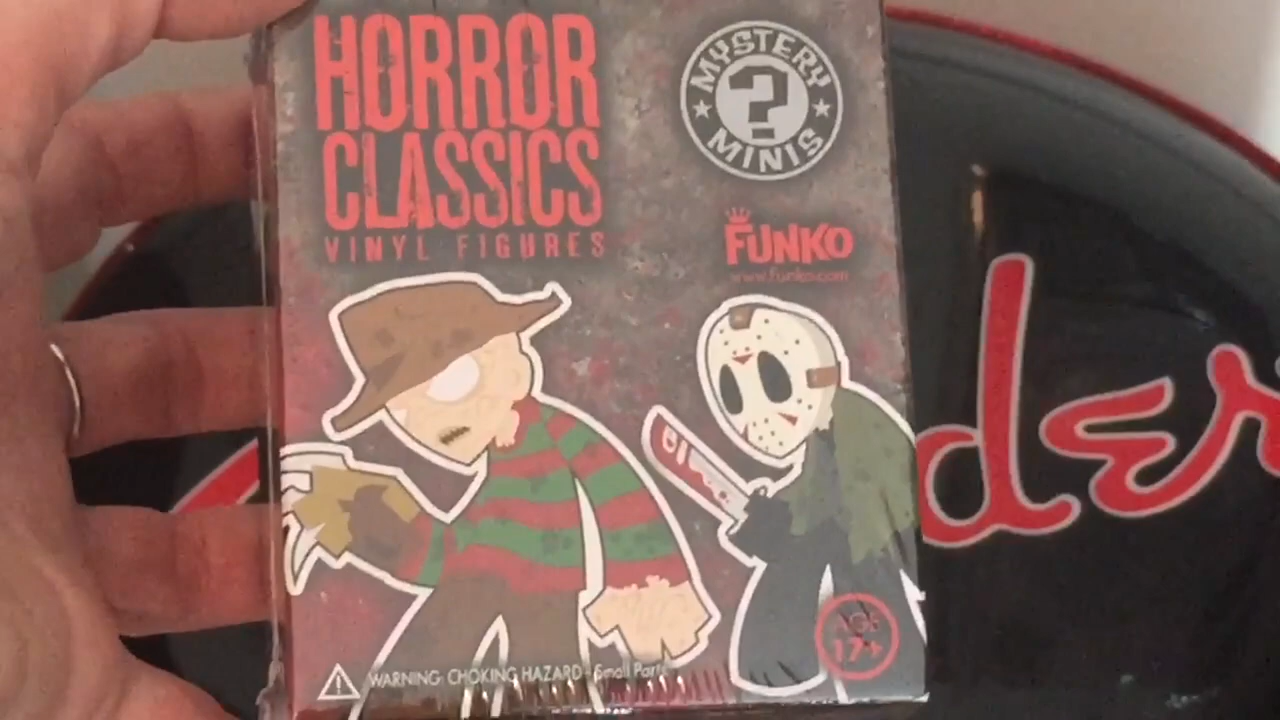 HORROR
CLASSICS
VINYL FIGURES
MYSTERY
?
MINIS
FUNKO
www.funko.com
AGE
17+
WARNING: CHOKING HAZARD - Small Parts
der